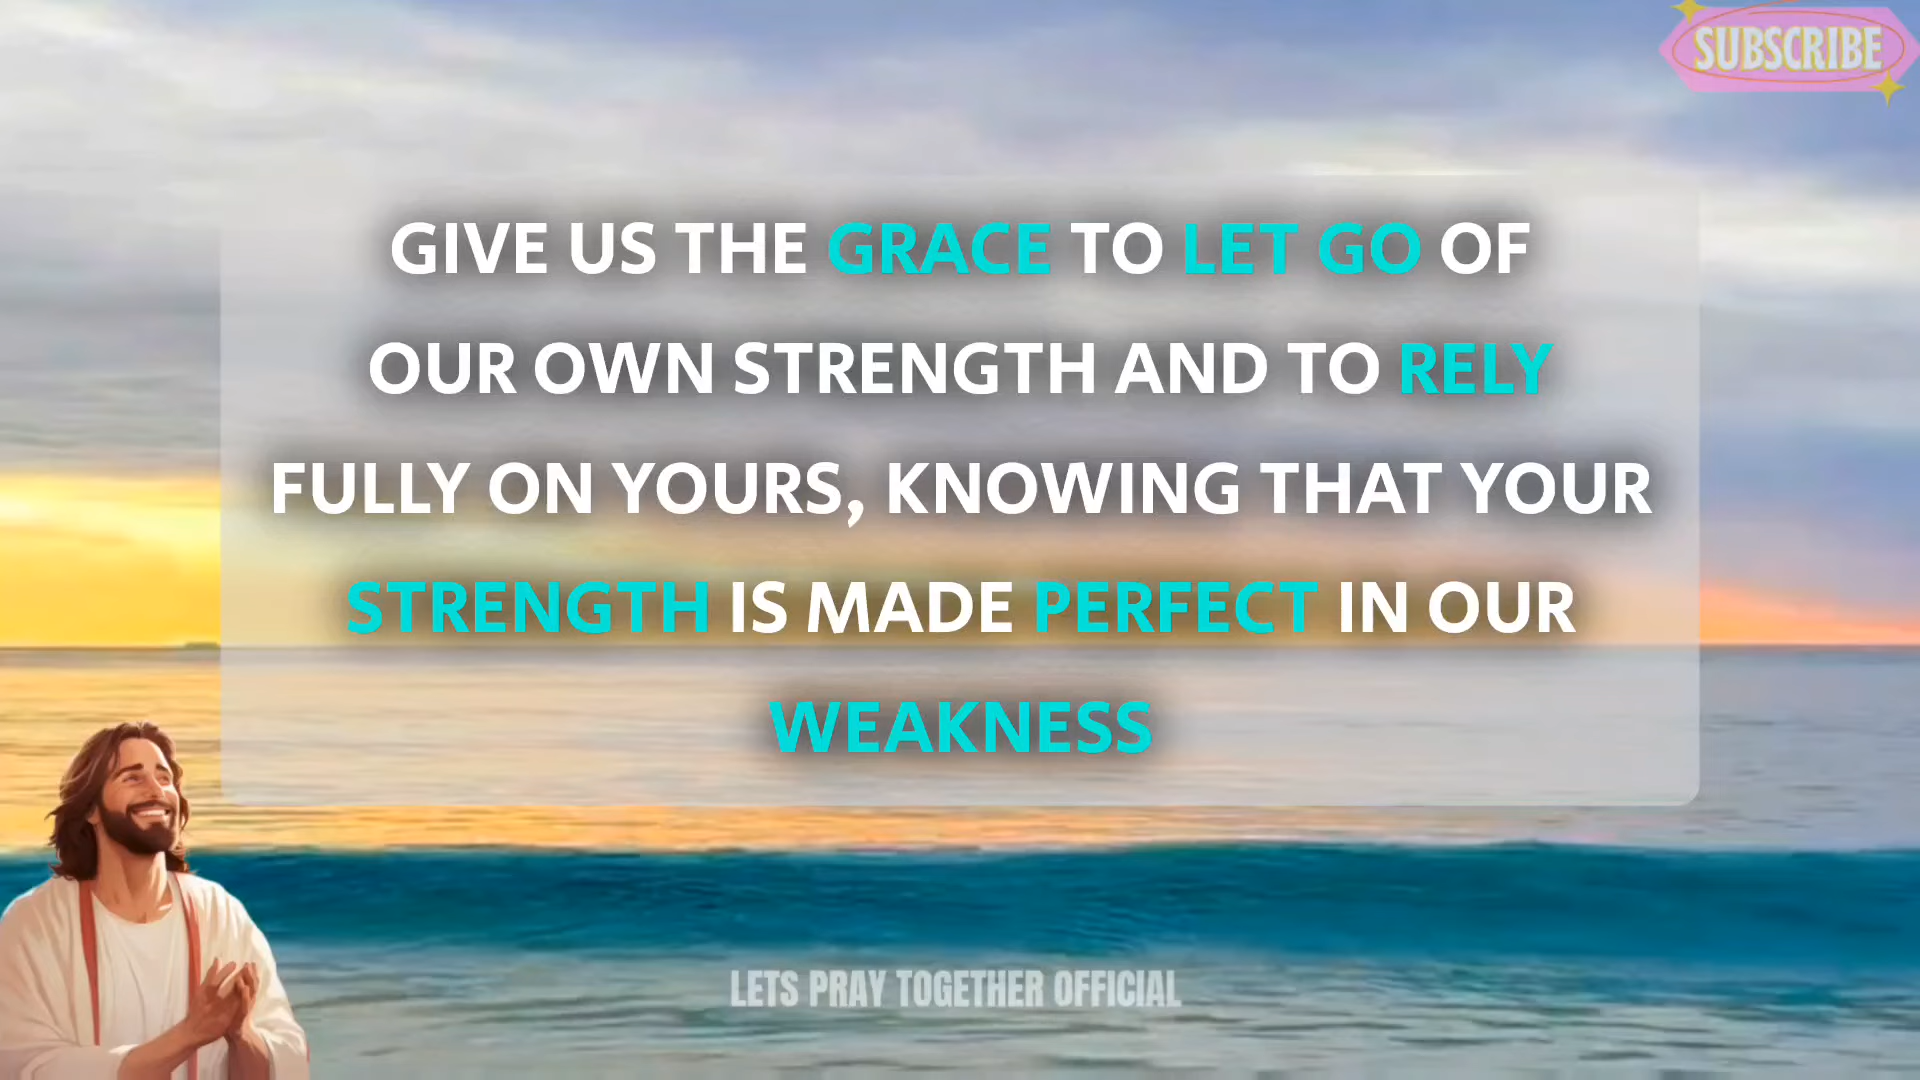 SUBSCRIBE
GIVE US THE GRACE TO LET GO OF
OUR OWN STRENGTH AND TO RELY
FULLY ON YOURS, KNOWING THAT YOUR
STRENGTH IS MADE PERFECT IN OUR
WEAKNESS
LETS PRAY TOGETHER OFFICIAL